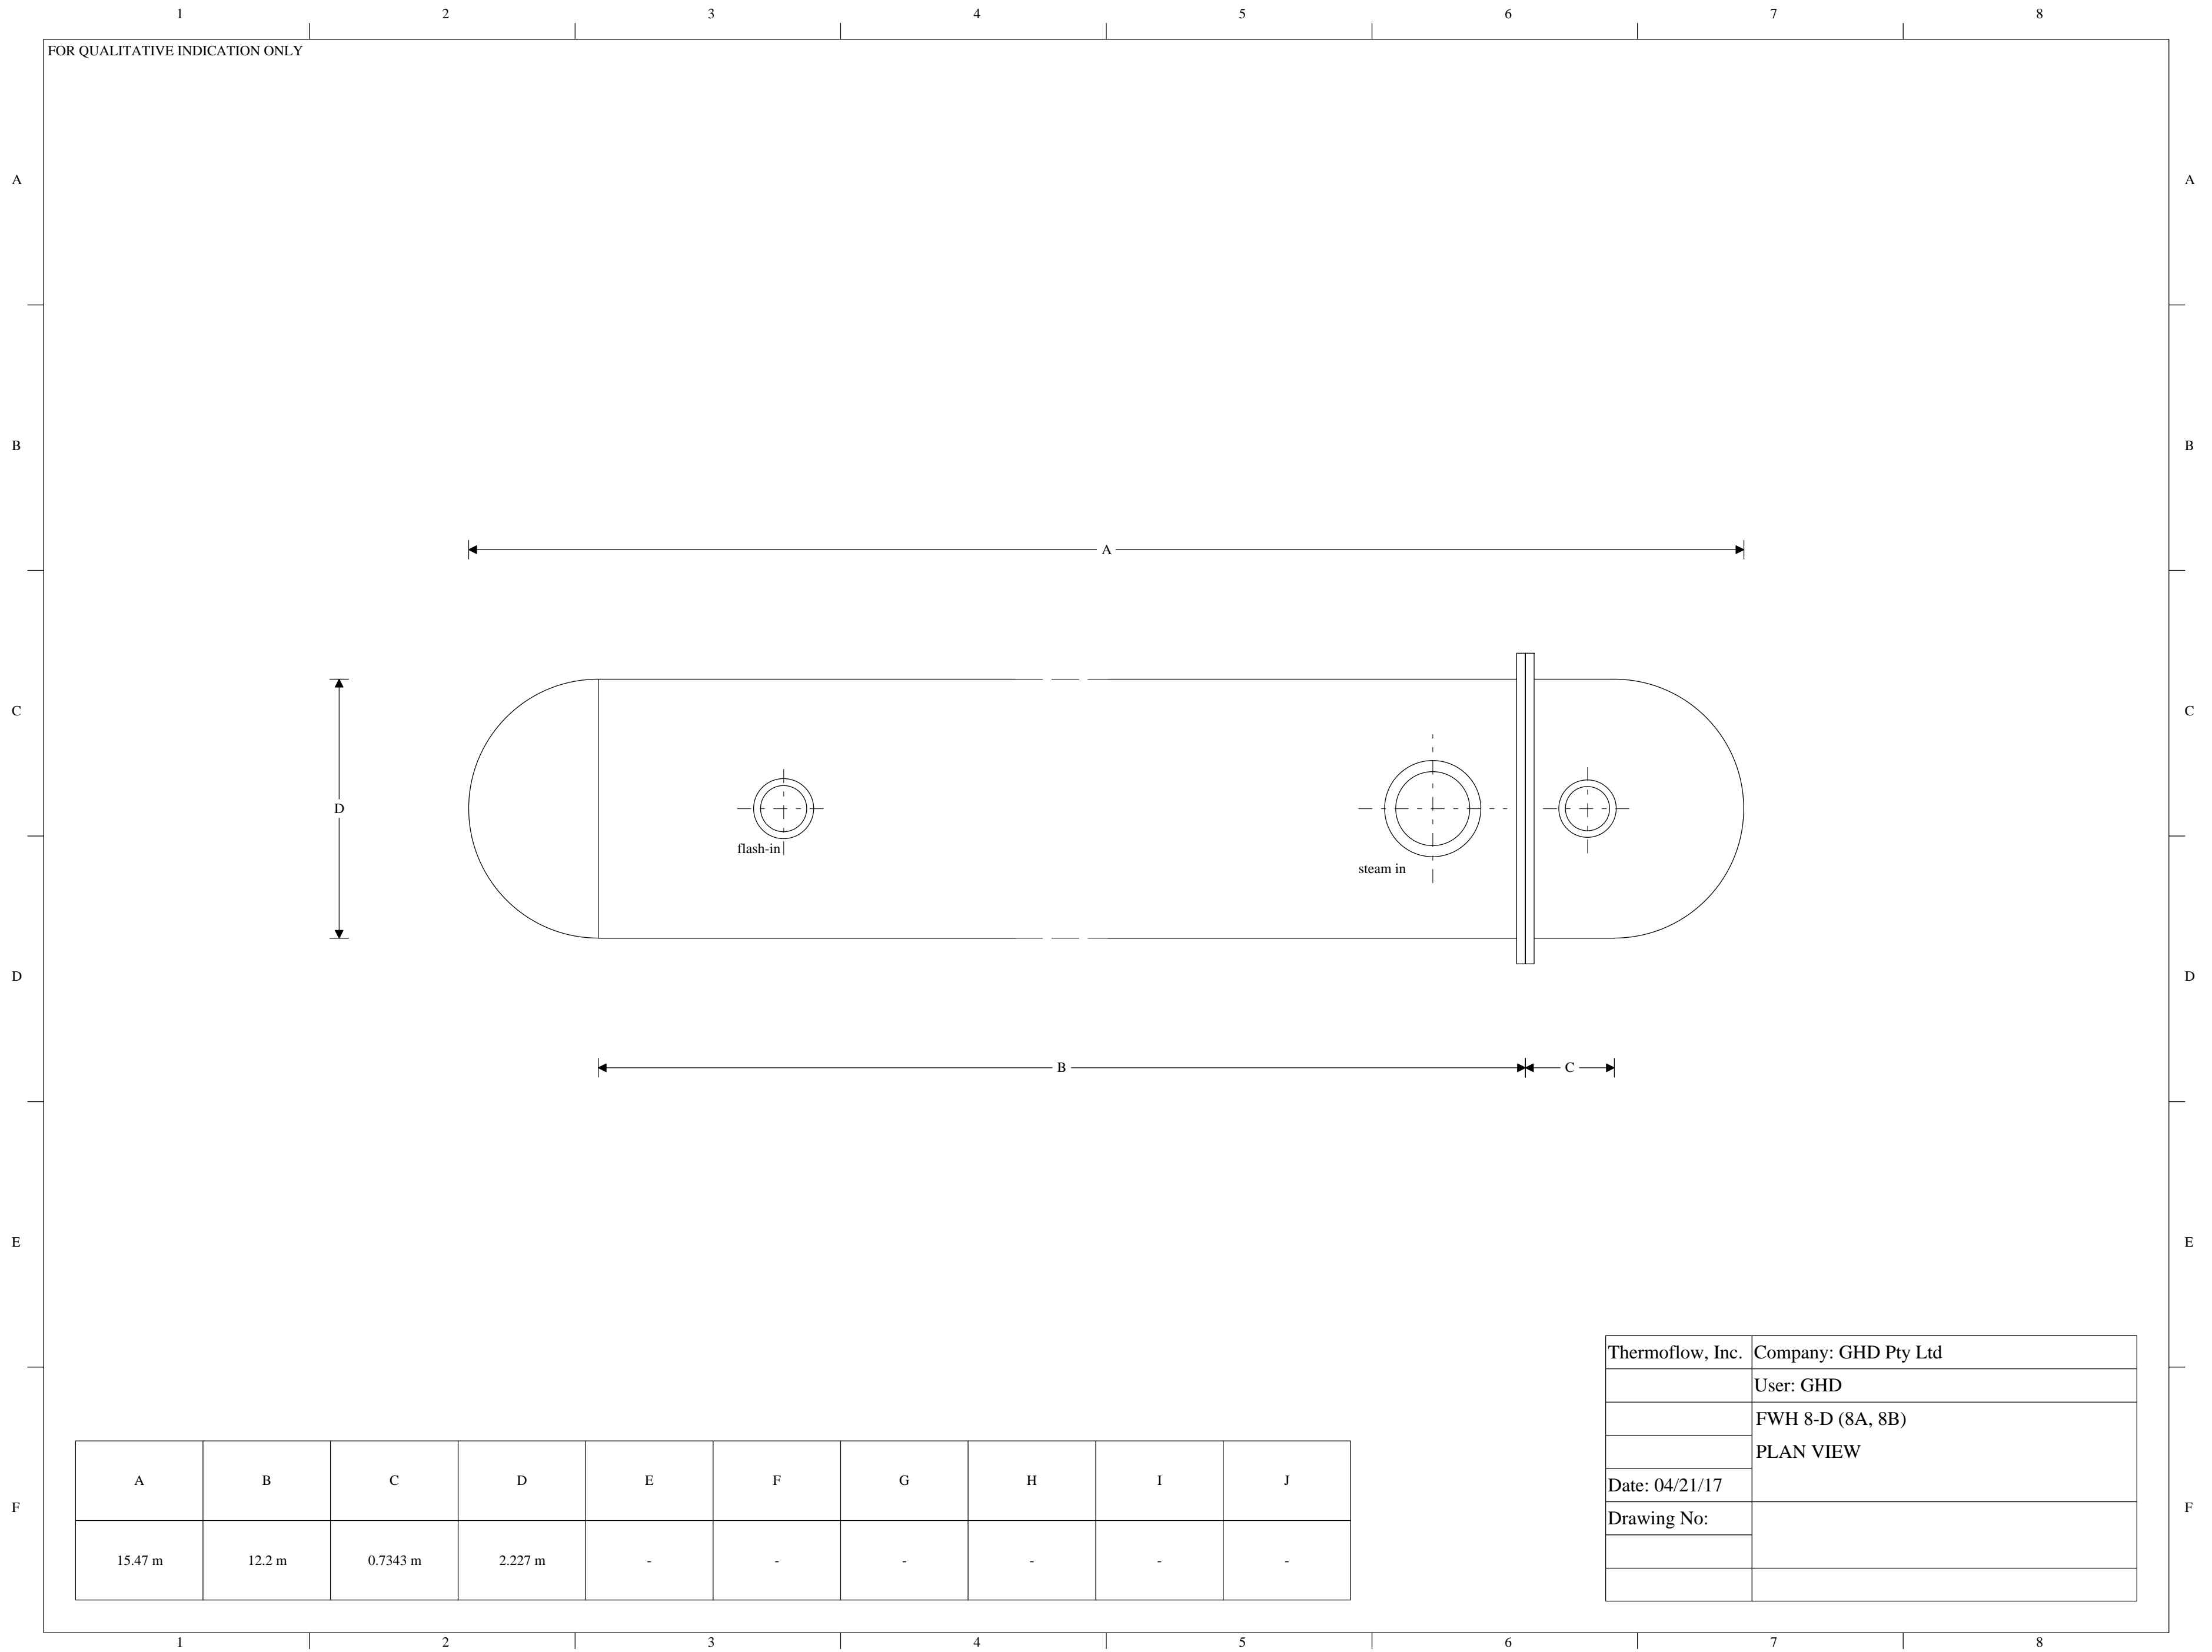 1 2 3 4 5 6 7 8
FOR QUALITATIVE INDICATION ONLY
A A
B B
A
C C
D
flash-in
steam in
D D
B C
E E
Thermoflow, Inc. Company: GHD Pty Ltd
User: GHD
FWH 8-D (8A, 8B)
PLAN VIEW
Date: 04/21/17
Drawing No:
A B C D E F G H I J
F F
15.47 m 12.2 m 0.7343 m 2.227 m - - - - - -
1 2 3 4 5 6 7 8